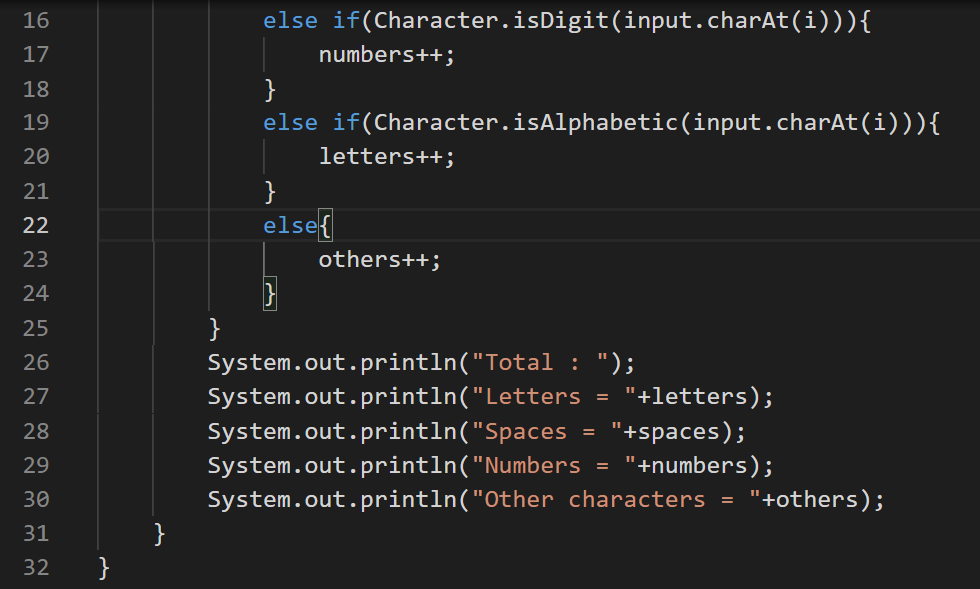 16 else if(Character.isDigit(input.charAt(i))){
17 numbers++;
18 }
19 else if(Character.isAlphabetic(input.charAt(i))){
20 letters++;
21 }
22 else{
23 others++;
24 }
25 }
26 System.out.println("Total : ");
27 System.out.println("Letters = "+letters);
28 System.out.println("Spaces = "+spaces);
29 System.out.println("Numbers = "+numbers);
30 System.out.println("Other characters = "+others);
31 }
32 }